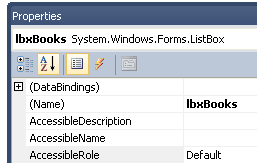 Properties
lbxBooks System.Windows.Forms.ListBox
(DataBindings)
(Name) lbxBooks
AccessibleDescription
AccessibleName
AccessibleRole Default